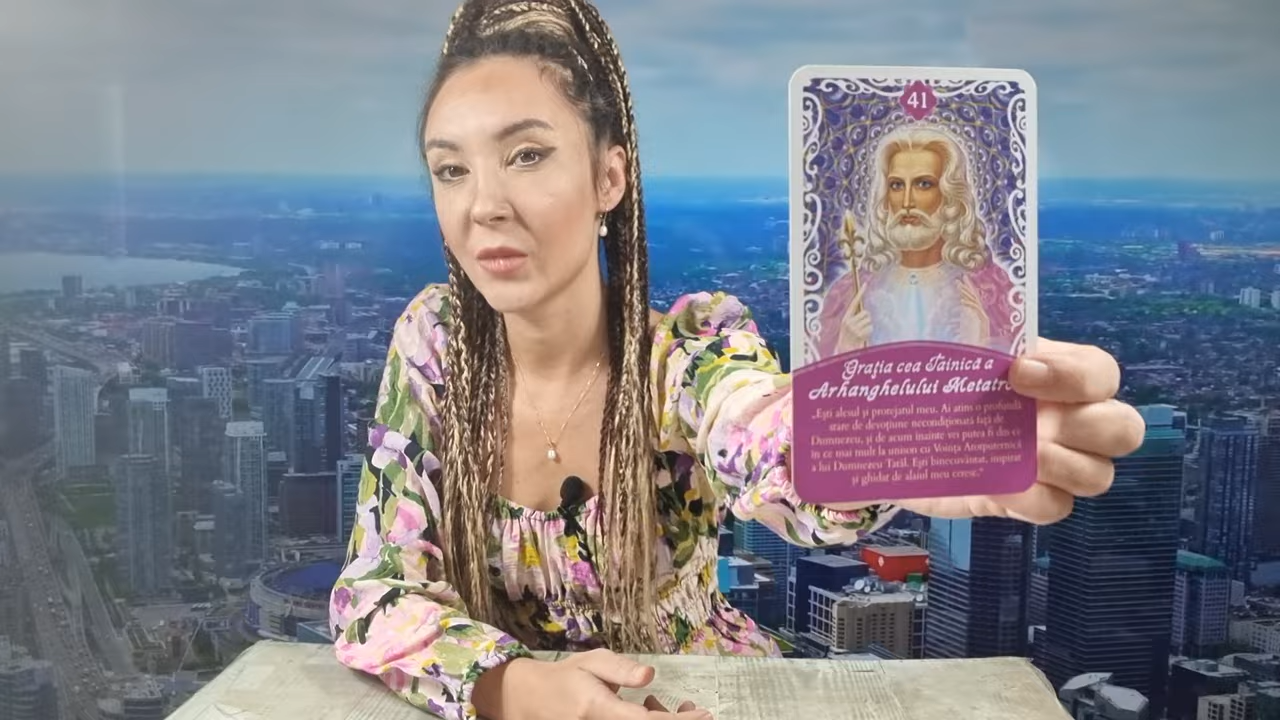 41
Grația cea Tainică a
Arhanghelului Metatro
„Ești alesul și protejatul meu. Ai atins o profundă
stare de devoțiune necondiționată față de
Dumnezeu, și de acum înainte vei putea fi din ce
în ce mai mult la unison cu Voința Atotputernică
a lui Dumnezeu Tatăl. Ești binecuvântat, inspirat
și ghidat de alaiul meu ceresc.”